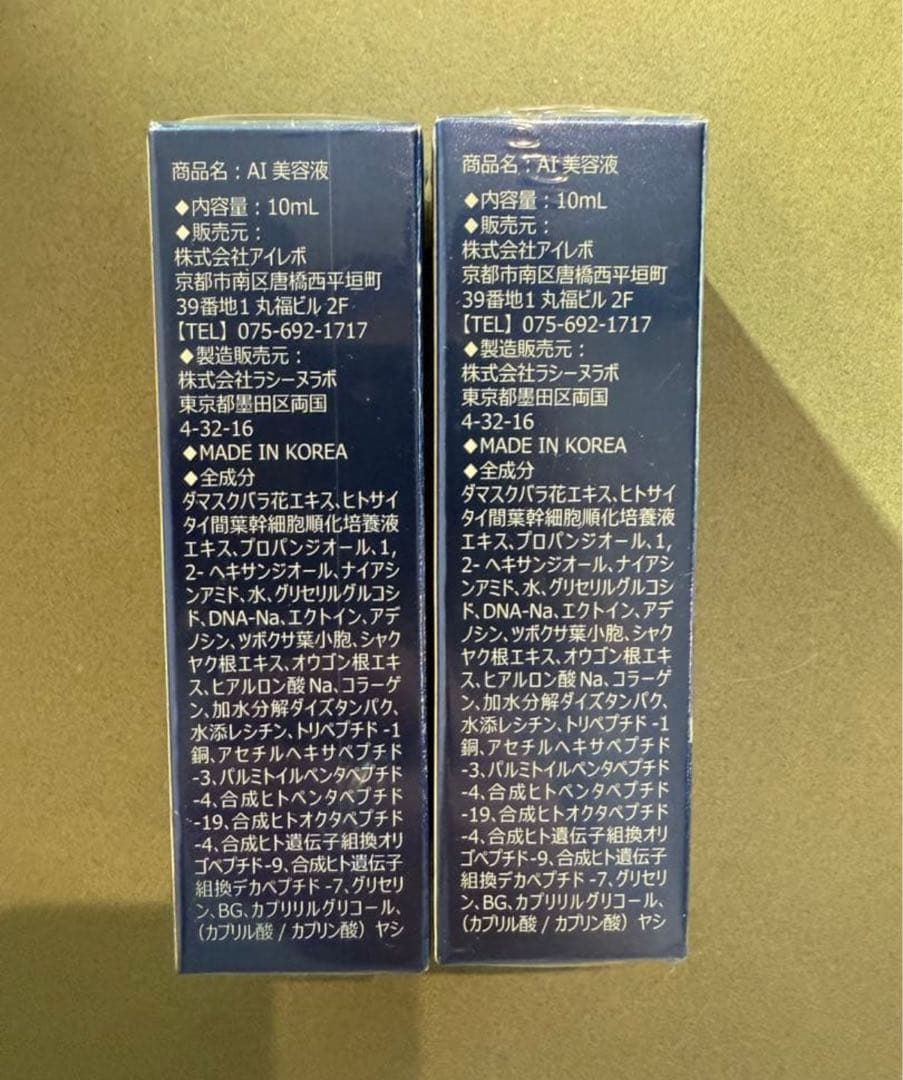 商品名：AI 美容液
◆内容量：10mL
◆販売元：
株式会社アイレボ
京都市南区唐橋西平垣町
39番地1 丸福ビル 2F
【TEL】075-692-1717
◆製造販売元：
株式会社ラシーヌラボ
東京都墨田区両国
4-32-16
◆MADE IN KOREA
◆全成分
ダマスクバラ花エキス、ヒトサイ
タイ間葉幹細胞順化培養液
エキス、プロパンジオール、1,
2- ヘキサンジオール、ナイアシ
ンアミド、水、グリセリルグルコシ
ド、DNA-Na、エクトイン、アデ
ノシン、ツボクサ葉小胞、シャク
ヤク根エキス、オウゴン根エキ
ス、ヒアルロン酸 Na、コラーゲ
ン、加水分解ダイズタンパク、
水添レシチン、トリペプチド -1
銅、アセチルヘキサペプチド
-3、パルミトイルペンタペプチド
-4、合成ヒトペンタペプチド
-19、合成ヒトオクタペプチド
-4、合成ヒト遺伝子組換オリ
ゴペプチド-9、合成ヒト遺伝子
組換デカペプチド -7、グリセリ
ン、BG、カプリリルグリコール、
（カプリル酸 / カプリン酸）ヤシ
商品名：AI 美容液
◆内容量：10mL
◆販売元：
株式会社アイレボ
京都市南区唐橋西平垣町
39番地1 丸福ビル 2F
【TEL】075-692-1717
◆製造販売元：
株式会社ラシーヌラボ
東京都墨田区両国
4-32-16
◆MADE IN KOREA
◆全成分
ダマスクバラ花エキス、ヒトサイ
タイ間葉幹細胞順化培養液
エキス、プロパンジオール、1,
2- ヘキサンジオール、ナイアシ
ンアミド、水、グリセリルグルコシ
ド、DNA-Na、エクトイン、アデ
ノシン、ツボクサ葉小胞、シャク
ヤク根エキス、オウゴン根エキ
ス、ヒアルロン酸 Na、コラーゲ
ン、加水分解ダイズタンパク、
水添レシチン、トリペプチド -1
銅、アセチルヘキサペプチド
-3、パルミトイルペンタペプチド
-4、合成ヒトペンタペプチド
-19、合成ヒトオクタペプチド
-4、合成ヒト遺伝子組換オリ
ゴペプチド-9、合成ヒト遺伝子
組換デカペプチド -7、グリセリ
ン、BG、カプリリルグリコール、
（カプリル酸 / カプリン酸）ヤシ